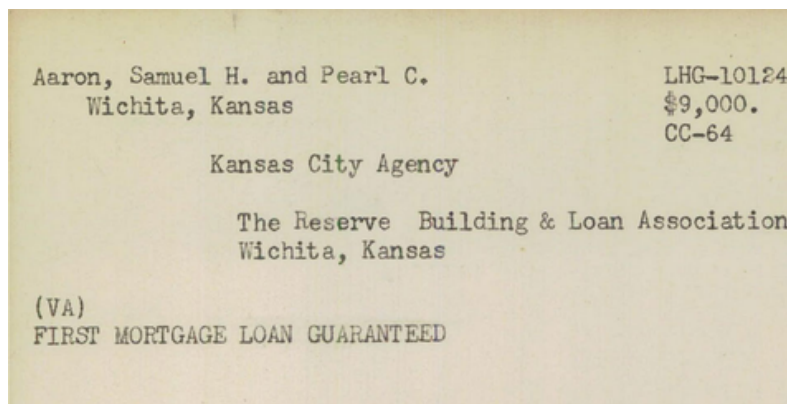 Aaron, Samuel H. and Pearl C. LHG-10124
Wichita, Kansas $9,000.
CC-64
Kansas City Agency
The Reserve Building & Loan Association
Wichita, Kansas
(VA)
FIRST MORTGAGE LOAN GUARANTEED